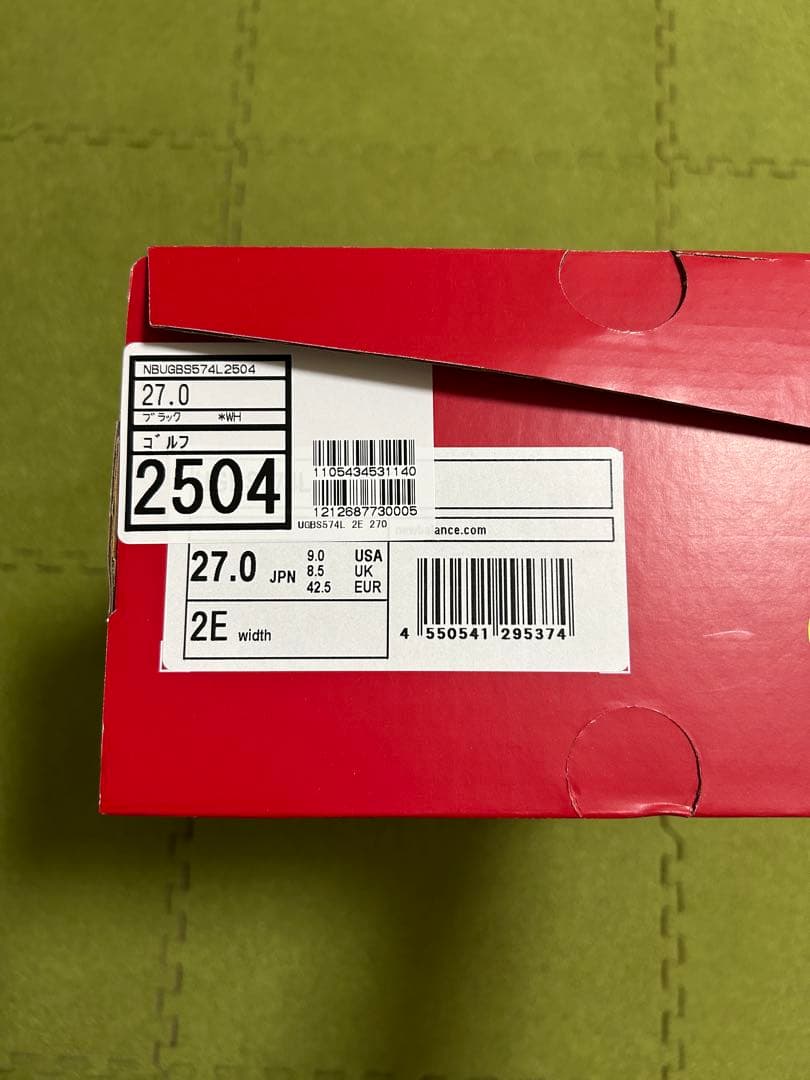 NBUGBS574L2504
27.0
ブラック *WH
ゴルフ
2504
1105434531140
1212687730005
UGBS574L 2E 270
newbalance.com
27.0 JPN
9.0 USA
8.5 UK
42.5 EUR
2E width
4 550541 295374